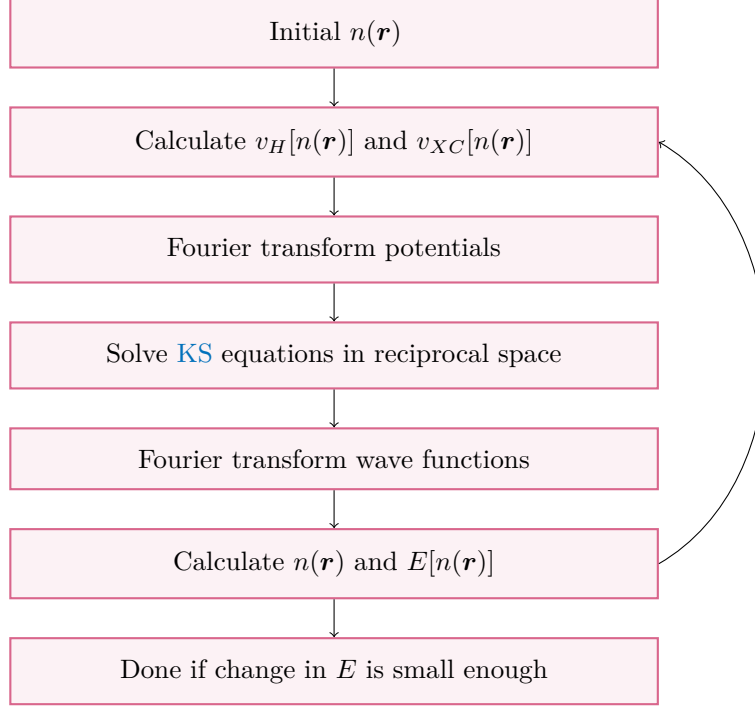 Initial n(r)
Calculate v_H[n(r)] and v_XC[n(r)]
Fourier transform potentials
Solve KS equations in reciprocal space
Fourier transform wave functions
Calculate n(r) and E[n(r)]
Done if change in E is small enough